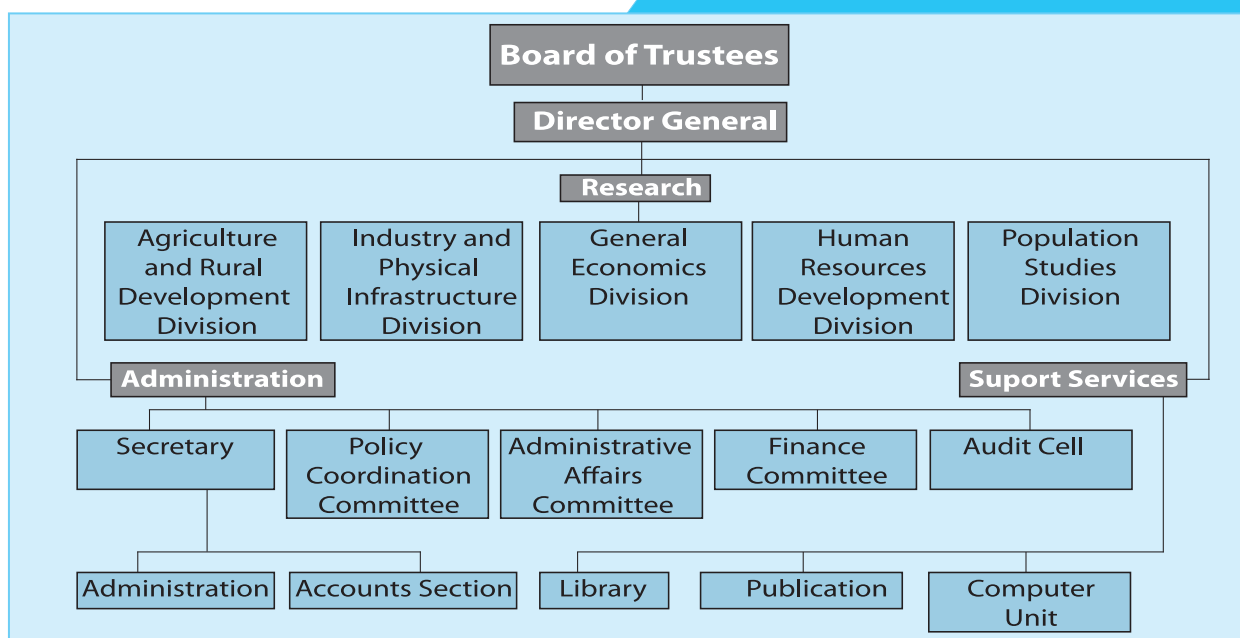 Board of Trustees
Director General
Research
Agriculture
and Rural
Development
Division
Industry and
Physical
Infrastructure
Division
General
Economics
Division
Human
Resources
Development
Division
Population
Studies
Division
Administration
Suport Services
Secretary
Policy
Coordination
Committee
Administrative
Affairs
Committee
Finance
Committee
Audit Cell
Administration
Accounts Section
Library
Publication
Computer
Unit